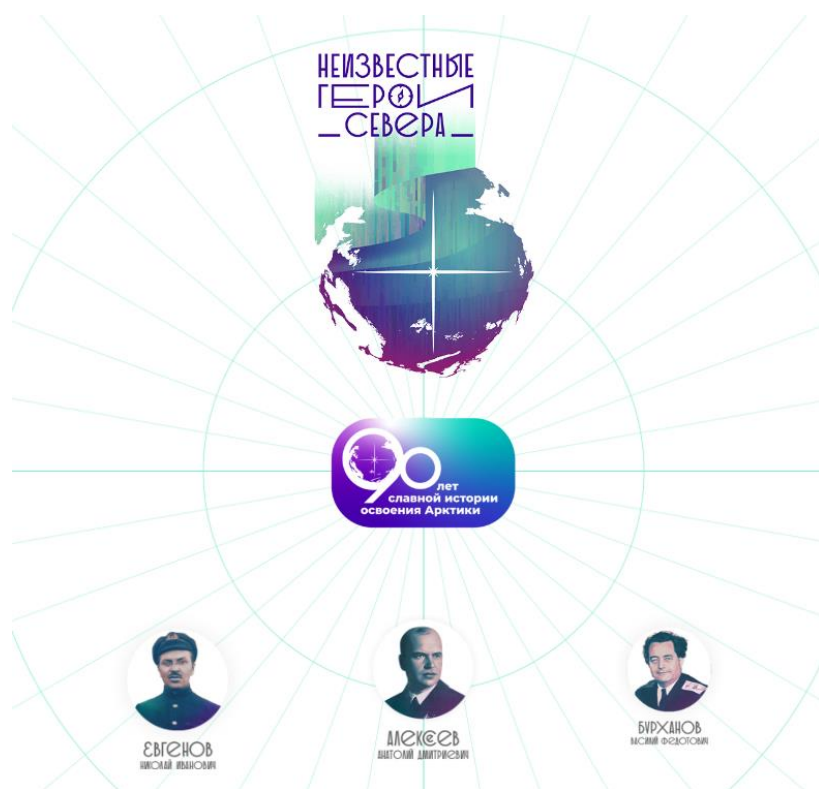 НЕИЗВЕСТНЫЕ
ГЕРОИ
СЕВЕРА
90 лет
славной истории
освоения Арктики
ЕВГЕНОВ
НИКОЛАЙ ИВАНОВИЧ
АЛЕКСЕЕВ
АНАТОЛИЙ ДМИТРИЕВИЧ
БУРХАНОВ
ВАСИЛИЙ ФЕДОТОВИЧ